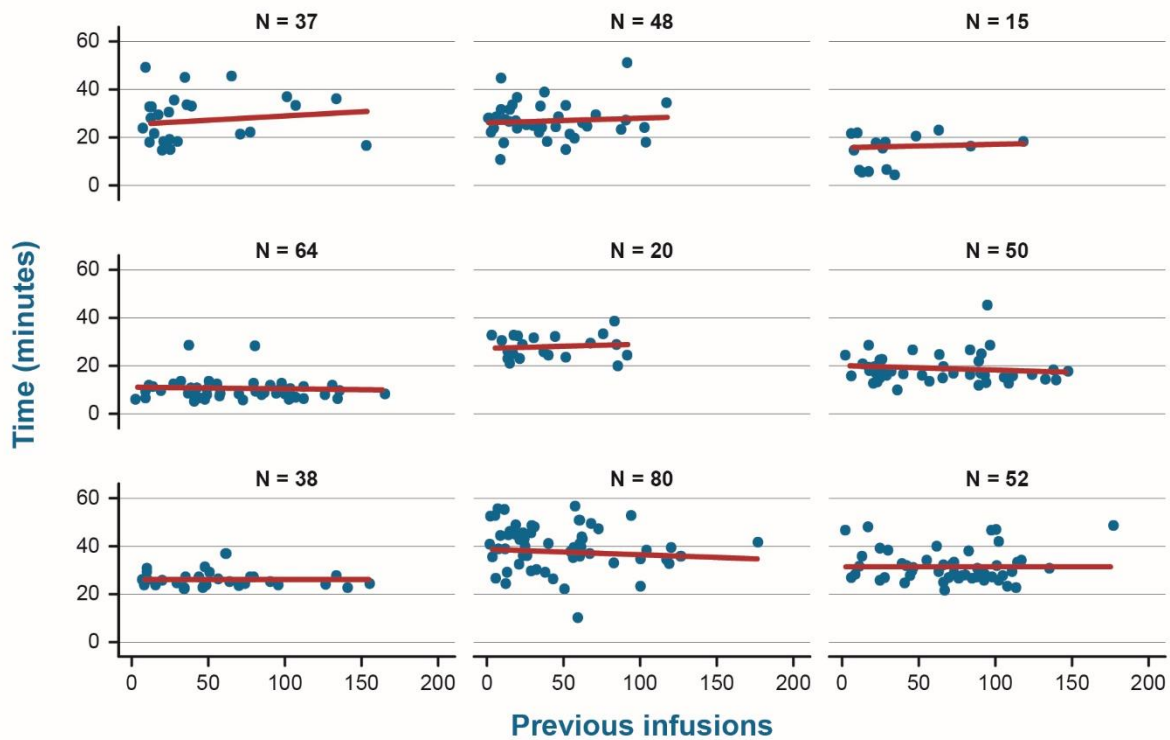 N = 37
N = 48
N = 15
60
40
20
0
N = 64
N = 20
N = 50
60
40
20
0
N = 38
N = 80
N = 52
60
40
20
0
0 50 100 150 200
0 50 100 150 200
0 50 100 150 200
Time (minutes)
Previous infusions